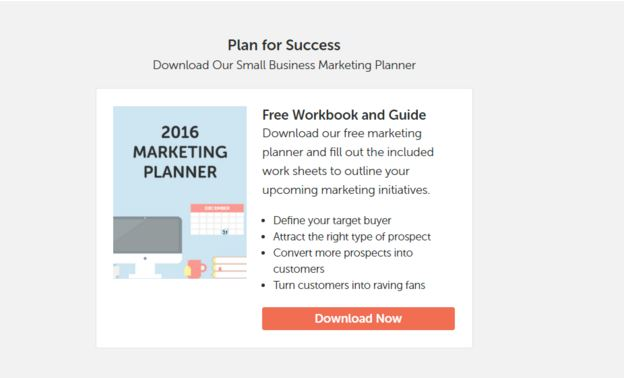 Plan for Success
Download Our Small Business Marketing Planner
2016
MARKETING
PLANNER
DECEMBER
31
Free Workbook and Guide
Download our free marketing
planner and fill out the included
work sheets to outline your
upcoming marketing initiatives.
• Define your target buyer
• Attract the right type of prospect
• Convert more prospects into
customers
• Turn customers into raving fans
Download Now